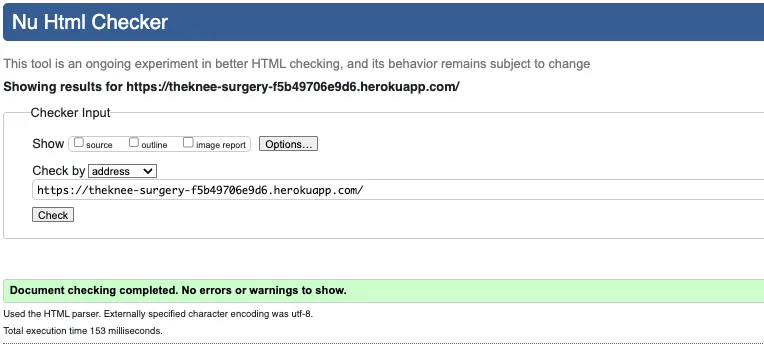 Nu Html Checker
This tool is an ongoing experiment in better HTML checking, and its behavior remains subject to change
Showing results for https://theknee-surgery-f5b49706e9d6.herokuapp.com/
Checker Input
Show source outline image report Options...
Check by address
https://theknee-surgery-f5b49706e9d6.herokuapp.com/
Check
Document checking completed. No errors or warnings to show.
Used the HTML parser. Externally specified character encoding was utf-8.
Total execution time 153 milliseconds.